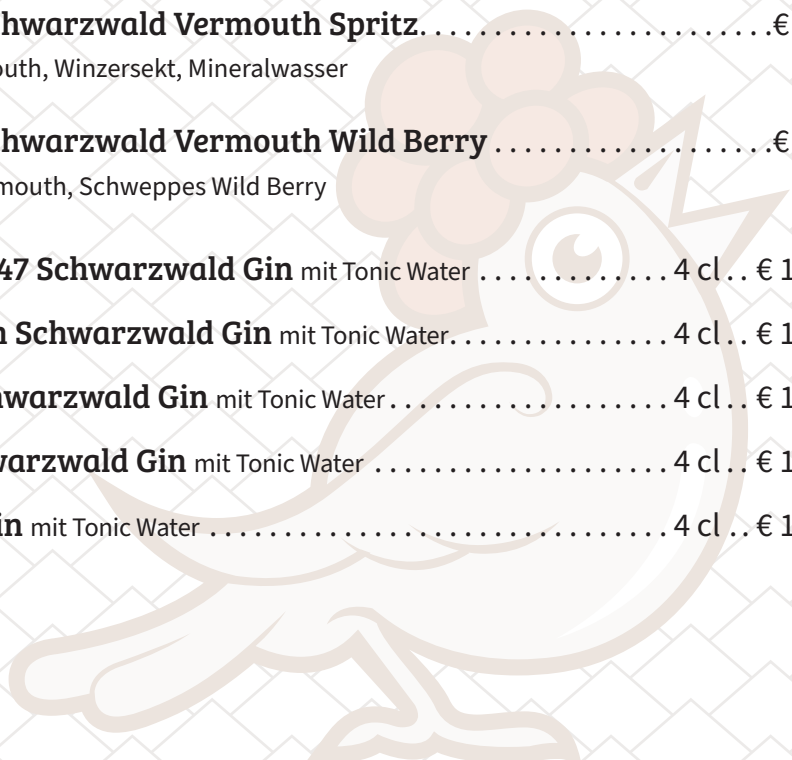 hwarzwald Vermouth Spritz. . . . . . . . . . . . . . . . . . . . . . . .€
outh, Winzersekt, Mineralwasser
hwarzwald Vermouth Wild Berry . . . . . . . . . . . . . . . . . . .€
mouth, Schweppes Wild Berry
47 Schwarzwald Gin mit Tonic Water . . . . . . . . . . . . . 4 cl . . € 1
n Schwarzwald Gin mit Tonic Water. . . . . . . . . . . . . . . 4 cl . . € 1
hwarzwald Gin mit Tonic Water . . . . . . . . . . . . . . . . . . . 4 cl . . € 1
warzwald Gin mit Tonic Water . . . . . . . . . . . . . . . . . . . . 4 cl . . € 1
in mit Tonic Water . . . . . . . . . . . . . . . . . . . . . . . . . . . . . . . 4 cl . . € 1